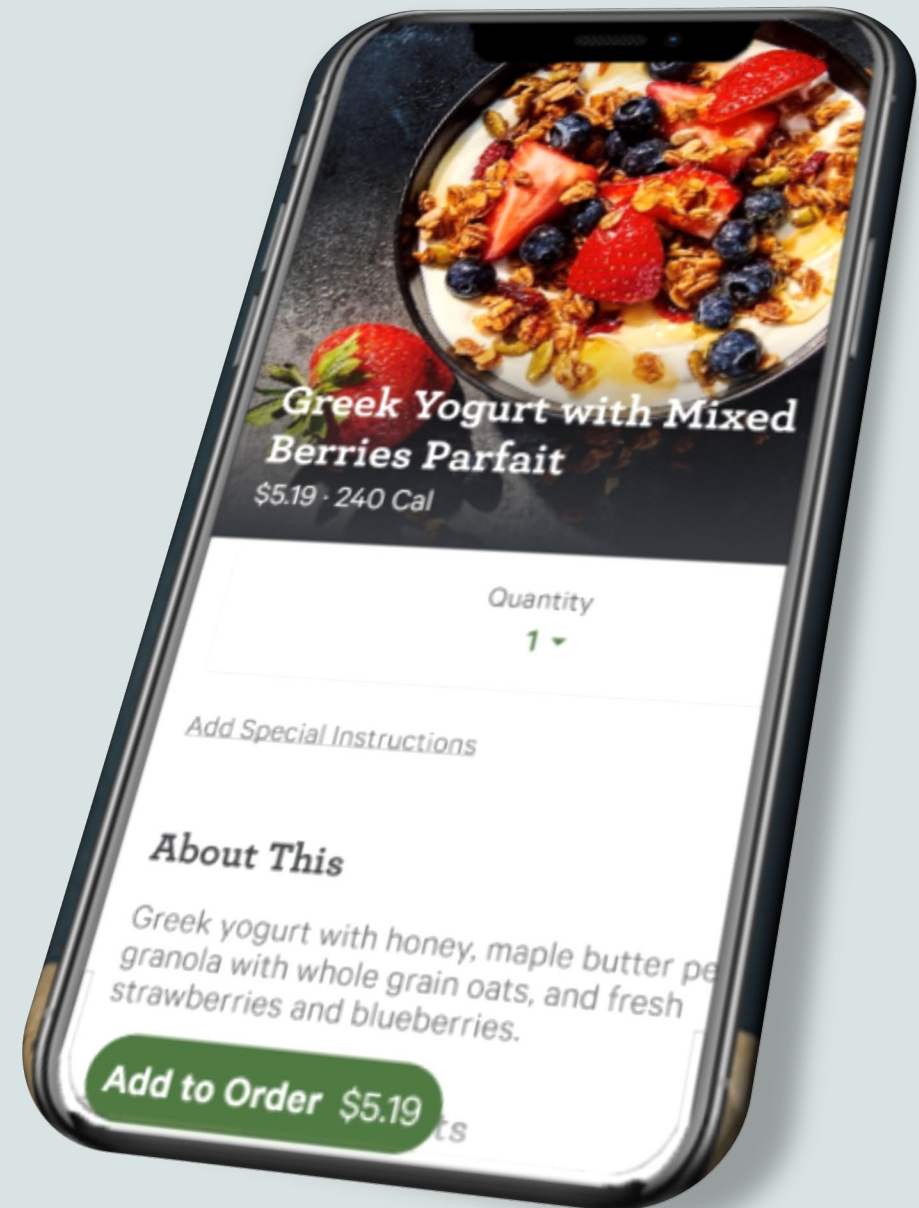 Greek Yogurt with Mixed
Berries Parfait
$5.19 · 240 Cal
Quantity
1
Add Special Instructions
About This
Greek yogurt with honey, maple butter
granola with whole grain oats, and fresh
strawberries and blueberries.
Add to Order $5.19